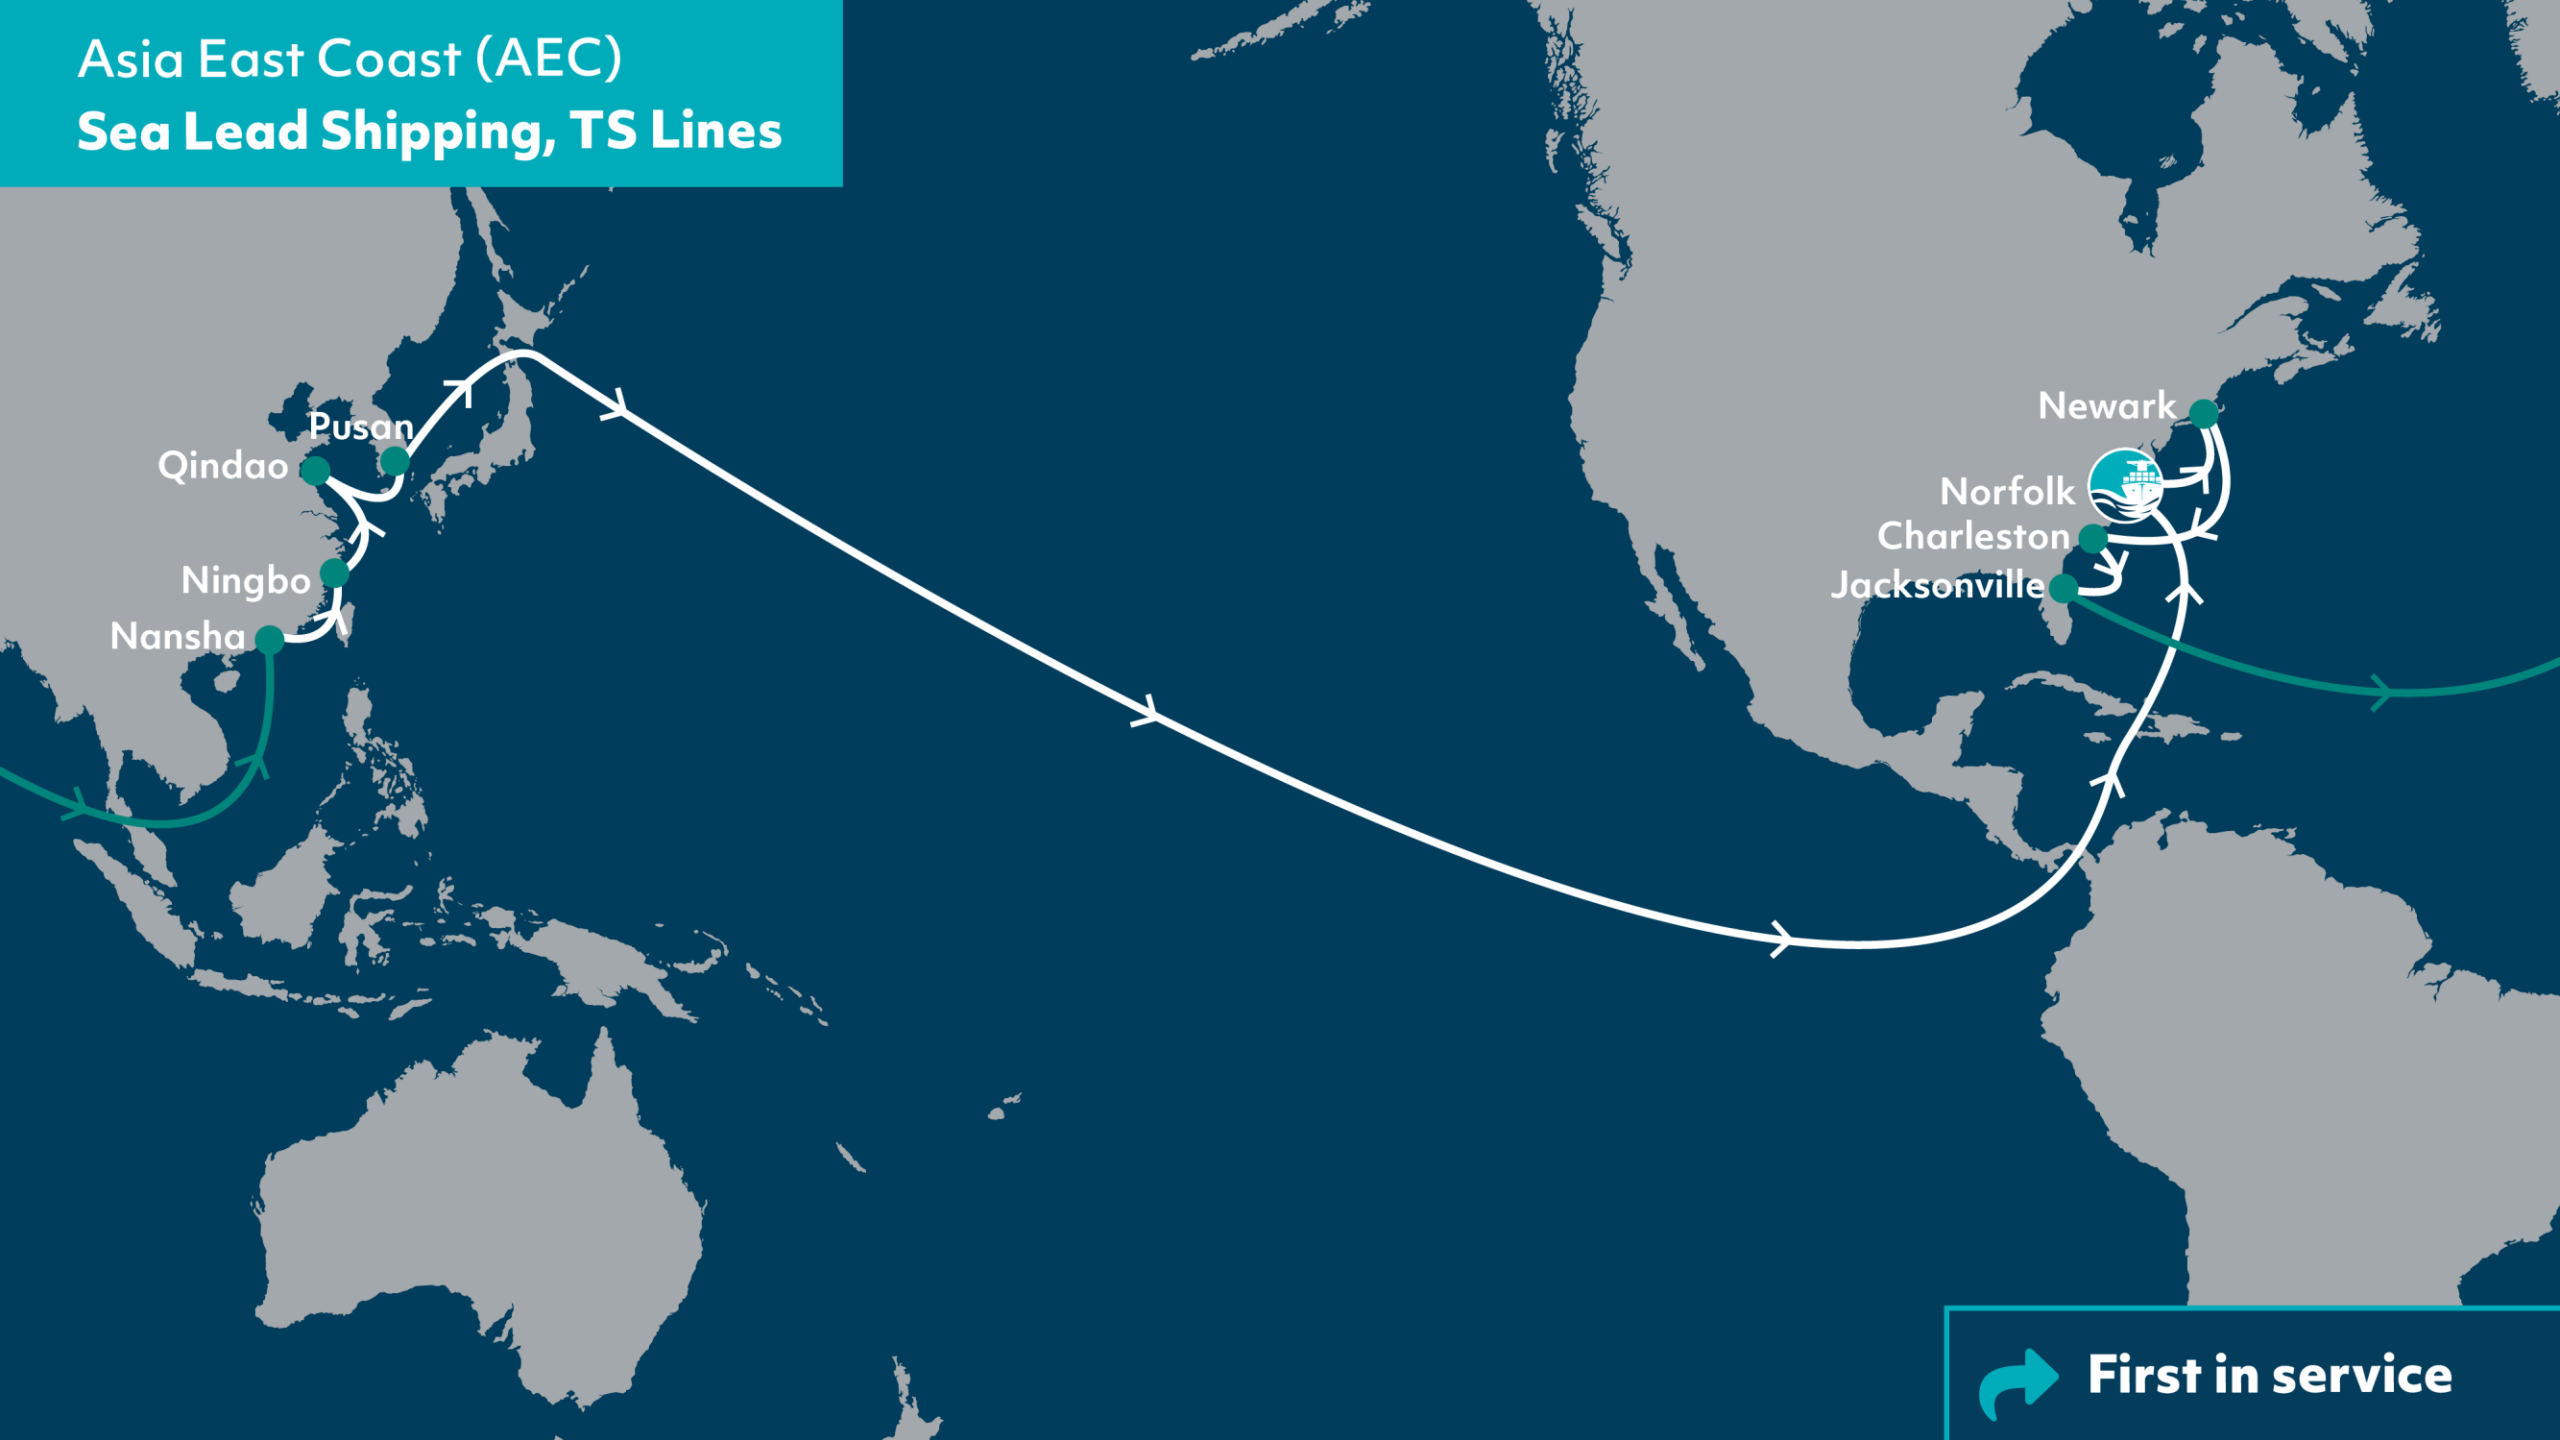 Asia East Coast (AEC)
Sea Lead Shipping, TS Lines
Pusan
Qindao
Ningbo
Nansha
Newark
Norfolk
Charleston
Jacksonville
First in service